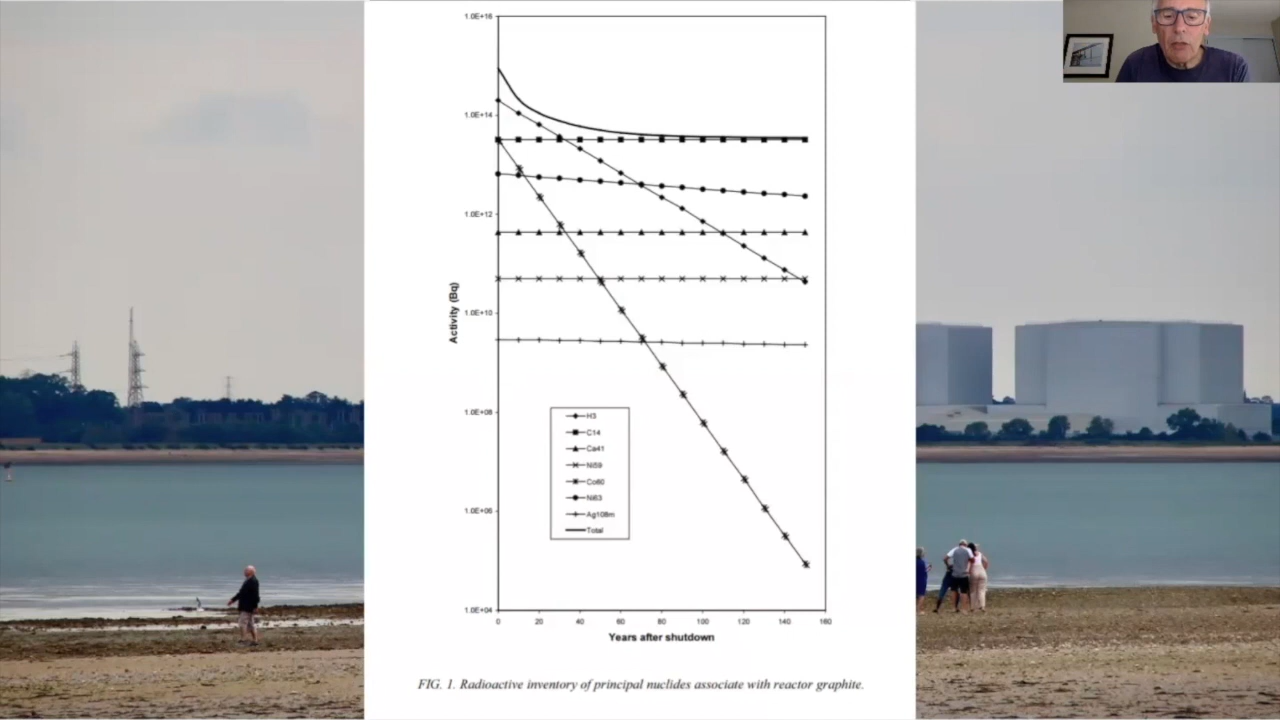 1.0E+16
1.0E+14
1.0E+12
1.0E+10
1.0E+08
1.0E+06
1.0E+04
Activity (Bq)
H3
C14
Ca41
Ni59
Co60
Ni63
Ag108m
Total
0 20 40 60 80 100 120 140 160
Years after shutdown
FIG. 1. Radioactive inventory of principal nuclides associate with reactor graphite.